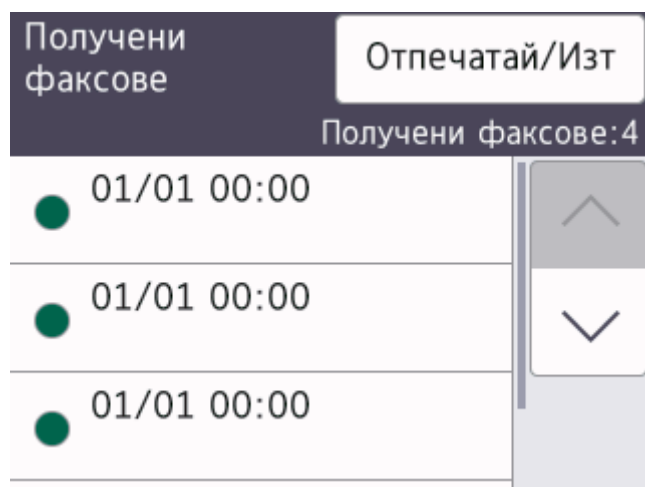 Получени
факсове
Отпечатай/Изт
Получени факсове:4
01/01 00:00
01/01 00:00
01/01 00:00